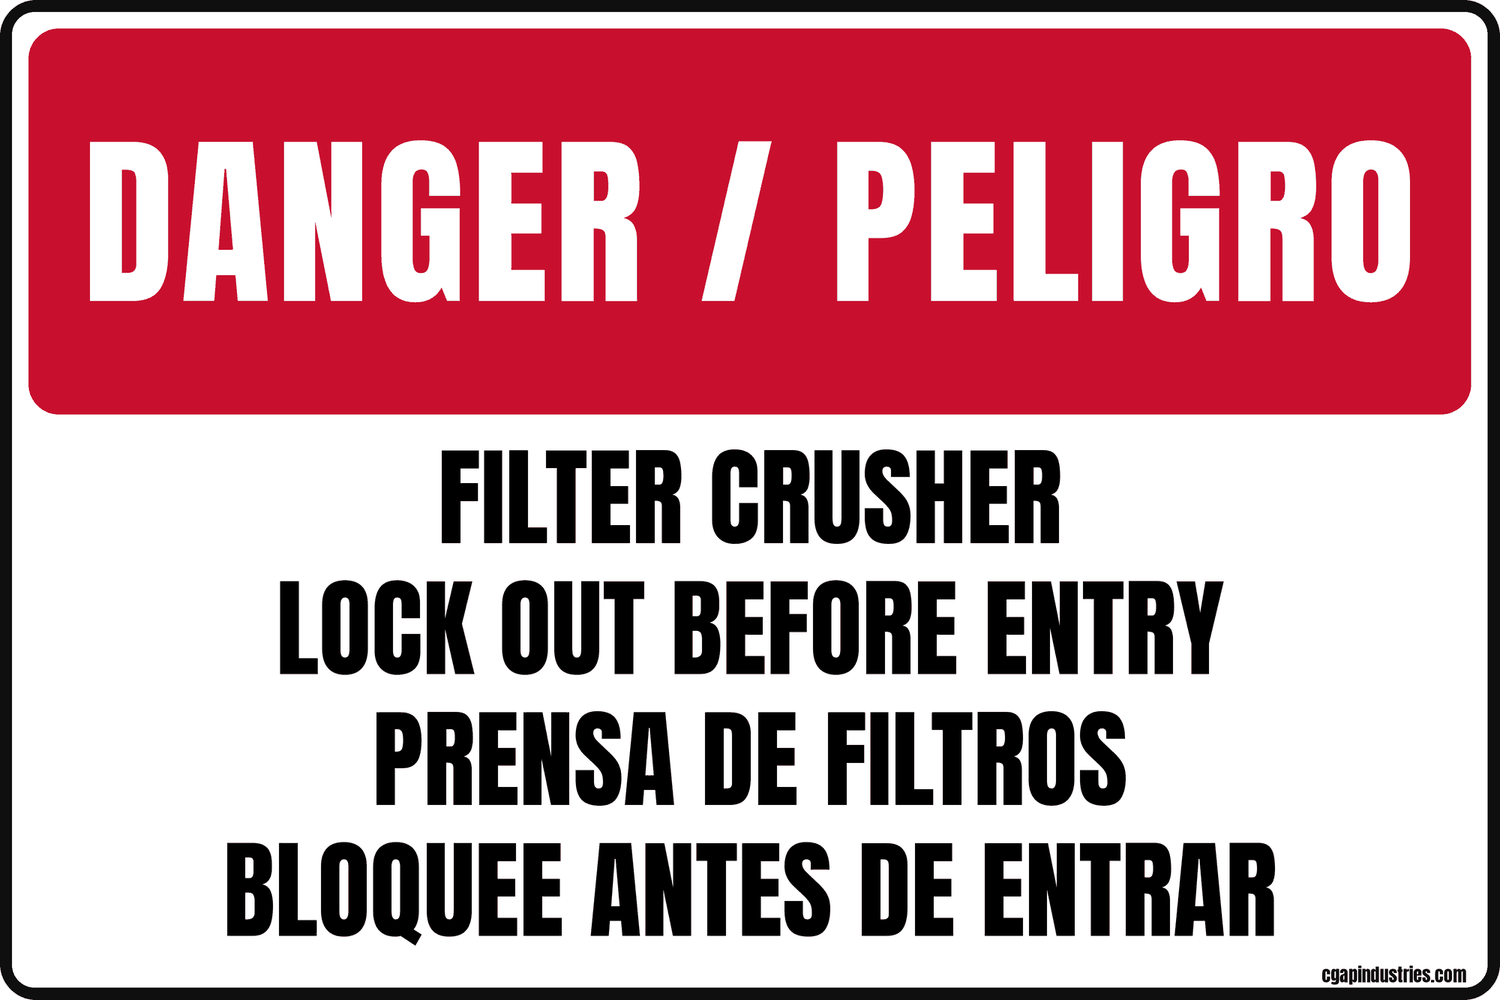 DANGER / PELIGRO
FILTER CRUSHER
LOCK OUT BEFORE ENTRY
PRENSA DE FILTROS
BLOQUEE ANTES DE ENTRAR
cgapindustries.com